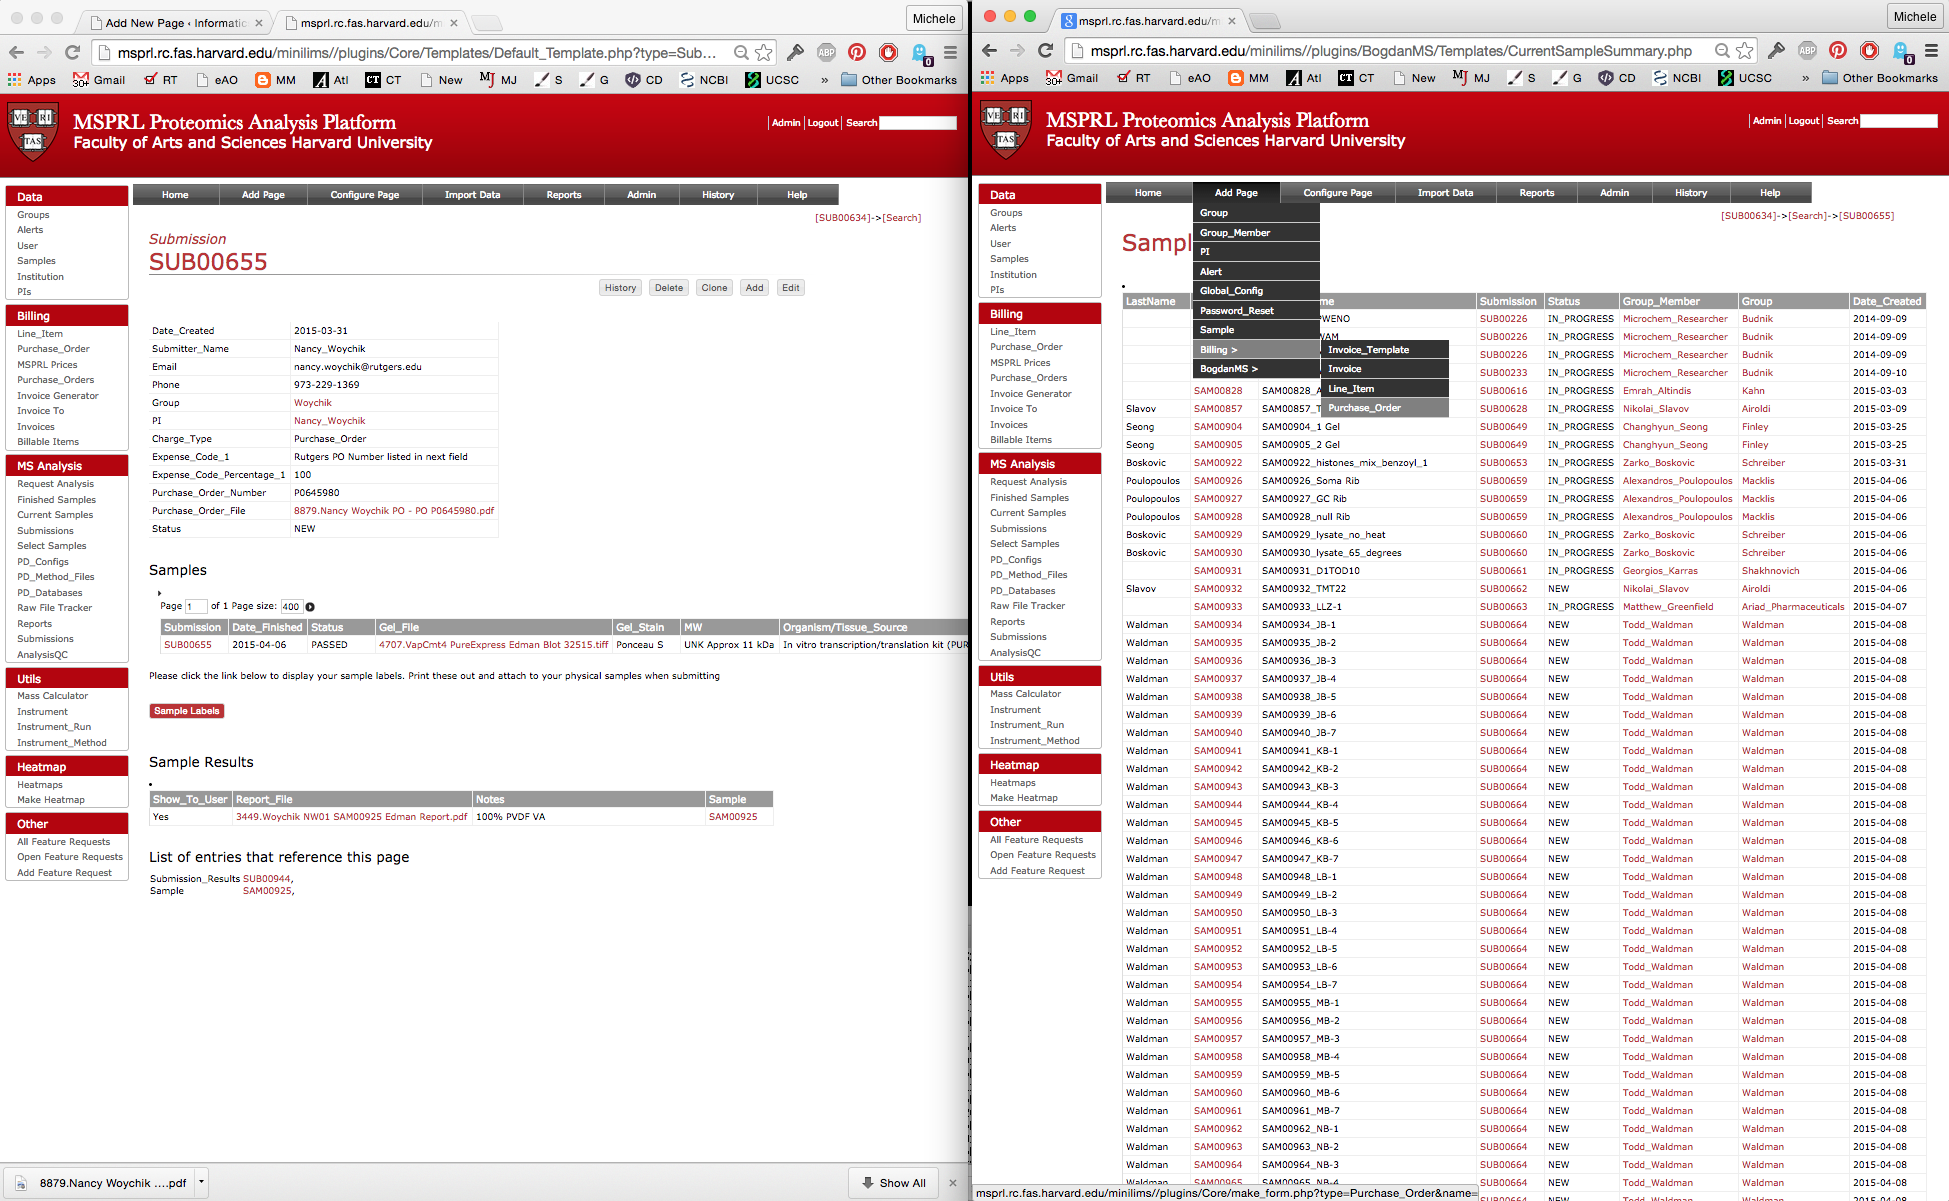 Add New Page ‹ Informatic
msprl.rc.fas.harvard.edu/m
Michele
msprl.rc.fas.harvard.edu/minilims//plugins/Core/Templates/Default_Template.php?type=Sub...
Apps Gmail RT eAO MM Atl CT New MJ S G CD NCBI UCSC » Other Bookmarks
MSPRL Proteomics Analysis Platform
Faculty of Arts and Sciences Harvard University
Admin Logout Search
Home Add Page Configure Page Import Data Reports Admin History Help
[SUB00634]->[Search]
Data
Groups
Alerts
User
Samples
Institution
PIs
Billing
Line_Item
Purchase_Order
MSPRL Prices
Purchase_Orders
Invoice Generator
Invoice To
Invoices
Billable Items
MS Analysis
Request Analysis
Finished Samples
Current Samples
Submissions
Select Samples
PD_Configs
PD_Method_Files
PD_Databases
Raw File Tracker
Reports
Submissions
AnalysisQC
Utils
Mass Calculator
Instrument
Instrument_Run
Instrument_Method
Heatmap
Heatmaps
Make Heatmap
Other
All Feature Requests
Open Feature Requests
Add Feature Request
Submission
SUB00655
History Delete Clone Add Edit
Date_Created 2015-03-31
Submitter_Name Nancy_Woychik
Email nancy.woychik@rutgers.edu
Phone 973-229-1369
Group Woychik
PI Nancy_Woychik
Charge_Type Purchase_Order
Expense_Code_1 Rutgers PO Number listed in next field
Expense_Code_Percentage_1 100
Purchase_Order_Number P0645980
Purchase_Order_File 8879.Nancy Woychik PO - PO P0645980.pdf
Status NEW
Samples
Page 1 of 1 Page size: 400
Submission Date_Finished Status Gel_File Gel_Stain MW Organism/Tissue_Source
SUB00655 2015-04-06 PASSED 4707.VapCmt4 PureExpress Edman Blot 32515.tiff Ponceau S UNK Approx 11 kDa In vitro transcription/translation kit (PUR
Please click the link below to display your sample labels. Print these out and attach to your physical samples when submitting
Sample Labels
Sample Results
Show_To_User Report_File Notes Sample
Yes 3449.Woychik NW01 SAM00925 Edman Report.pdf 100% PVDF VA SAM00925
List of entries that reference this page
Submission_Results SUB00944,
Sample SAM00925,
8879.Nancy Woychik ....pdf
Show All
msprl.rc.fas.harvard.edu/m
Michele
msprl.rc.fas.harvard.edu/minilims//plugins/BogdanMS/Templates/CurrentSampleSummary.php
Apps Gmail RT eAO MM Atl CT New MJ S G CD NCBI UCSC » Other Bookmarks
MSPRL Proteomics Analysis Platform
Faculty of Arts and Sciences Harvard University
Admin Logout Search
Home Add Page Configure Page Import Data Reports Admin History Help
[SUB00634]->[Search]->[SUB00655]
Data
Groups
Alerts
User
Samples
Institution
PIs
Billing
Line_Item
Purchase_Order
MSPRL Prices
Purchase_Orders
Invoice Generator
Invoice To
Invoices
Billable Items
MS Analysis
Request Analysis
Finished Samples
Current Samples
Submissions
Select Samples
PD_Configs
PD_Method_Files
PD_Databases
Raw File Tracker
Reports
Submissions
AnalysisQC
Utils
Mass Calculator
Instrument
Instrument_Run
Instrument_Method
Heatmap
Heatmaps
Make Heatmap
Other
All Feature Requests
Open Feature Requests
Add Feature Request
Sampl
Group
Group_Member
PI
Alert
Global_Config
Password_Reset
Sample
Billing >
BogdanMS >
Invoice_Template
Invoice
Line_Item
Purchase_Order
LastName me Submission Status Group_Member Group Date_Created
WENO SUB00226 IN_PROGRESS Microchem_Researcher Budnik 2014-09-09
SUB00226 IN_PROGRESS Microchem_Researcher Budnik 2014-09-09
SUB00226 IN_PROGRESS Microchem_Researcher Budnik 2014-09-09
SUB00233 IN_PROGRESS Microchem_Researcher Budnik 2014-09-10
SAM00828 SAM00828_A SUB00616 IN_PROGRESS Emrah_Altindis Kahn 2015-03-03
Slavov SAM00857 SAM00857_T SUB00628 IN_PROGRESS Nikolai_Slavov Airoldi 2015-03-09
Seong SAM00904 SAM00904_1 Gel SUB00649 IN_PROGRESS Changhyun_Seong Finley 2015-03-25
Seong SAM00905 SAM00905_2 Gel SUB00649 IN_PROGRESS Changhyun_Seong Finley 2015-03-25
Boskovic SAM00922 SAM00922_histones_mix_benzoyl_1 SUB00653 IN_PROGRESS Zarko_Boskovic Schreiber 2015-03-31
Poulopoulos SAM00926 SAM00926_Soma Rib SUB00659 IN_PROGRESS Alexandros_Poulopoulos Macklis 2015-04-06
Poulopoulos SAM00927 SAM00927_GC Rib SUB00659 IN_PROGRESS Alexandros_Poulopoulos Macklis 2015-04-06
Poulopoulos SAM00928 SAM00928_null Rib SUB00659 IN_PROGRESS Alexandros_Poulopoulos Macklis 2015-04-06
Boskovic SAM00929 SAM00929_lysate_no_heat SUB00660 IN_PROGRESS Zarko_Boskovic Schreiber 2015-04-06
Boskovic SAM00930 SAM00930_lysate_65_degrees SUB00660 IN_PROGRESS Zarko_Boskovic Schreiber 2015-04-06
SAM00931 SAM00931_D1TOD10 SUB00661 IN_PROGRESS Georgios_Karras Shakhnovich 2015-04-06
Slavov SAM00932 SAM00932_TMT22 SUB00662 NEW Nikolai_Slavov Airoldi 2015-04-06
SAM00933 SAM00933_LLZ-1 SUB00663 IN_PROGRESS Matthew_Greenfield Ariad_Pharmaceuticals 2015-04-07
Waldman SAM00934 SAM00934_JB-1 SUB00664 NEW Todd_Waldman Waldman 2015-04-08
Waldman SAM00935 SAM00935_JB-2 SUB00664 NEW Todd_Waldman Waldman 2015-04-08
Waldman SAM00936 SAM00936_JB-3 SUB00664 NEW Todd_Waldman Waldman 2015-04-08
Waldman SAM00937 SAM00937_JB-4 SUB00664 NEW Todd_Waldman Waldman 2015-04-08
Waldman SAM00938 SAM00938_JB-5 SUB00664 NEW Todd_Waldman Waldman 2015-04-08
Waldman SAM00939 SAM00939_JB-6 SUB00664 NEW Todd_Waldman Waldman 2015-04-08
Waldman SAM00940 SAM00940_JB-7 SUB00664 NEW Todd_Waldman Waldman 2015-04-08
Waldman SAM00941 SAM00941_KB-1 SUB00664 NEW Todd_Waldman Waldman 2015-04-08
Waldman SAM00942 SAM00942_KB-2 SUB00664 NEW Todd_Waldman Waldman 2015-04-08
Waldman SAM00943 SAM00943_KB-3 SUB00664 NEW Todd_Waldman Waldman 2015-04-08
Waldman SAM00944 SAM00944_KB-4 SUB00664 NEW Todd_Waldman Waldman 2015-04-08
Waldman SAM00945 SAM00945_KB-5 SUB00664 NEW Todd_Waldman Waldman 2015-04-08
Waldman SAM00946 SAM00946_KB-6 SUB00664 NEW Todd_Waldman Waldman 2015-04-08
Waldman SAM00947 SAM00947_KB-7 SUB00664 NEW Todd_Waldman Waldman 2015-04-08
Waldman SAM00948 SAM00948_LB-1 SUB00664 NEW Todd_Waldman Waldman 2015-04-08
Waldman SAM00949 SAM00949_LB-2 SUB00664 NEW Todd_Waldman Waldman 2015-04-08
Waldman SAM00950 SAM00950_LB-3 SUB00664 NEW Todd_Waldman Waldman 2015-04-08
Waldman SAM00951 SAM00951_LB-4 SUB00664 NEW Todd_Waldman Waldman 2015-04-08
Waldman SAM00952 SAM00952_LB-5 SUB00664 NEW Todd_Waldman Waldman 2015-04-08
Waldman SAM00953 SAM00953_LB-6 SUB00664 NEW Todd_Waldman Waldman 2015-04-08
Waldman SAM00954 SAM00954_LB-7 SUB00664 NEW Todd_Waldman Waldman 2015-04-08
Waldman SAM00955 SAM00955_MB-1 SUB00664 NEW Todd_Waldman Waldman 2015-04-08
Waldman SAM00956 SAM00956_MB-2 SUB00664 NEW Todd_Waldman Waldman 2015-04-08
Waldman SAM00957 SAM00957_MB-3 SUB00664 NEW Todd_Waldman Waldman 2015-04-08
Waldman SAM00958 SAM00958_MB-4 SUB00664 NEW Todd_Waldman Waldman 2015-04-08
Waldman SAM00959 SAM00959_MB-5 SUB00664 NEW Todd_Waldman Waldman 2015-04-08
Waldman SAM00960 SAM00960_MB-6 SUB00664 NEW Todd_Waldman Waldman 2015-04-08
Waldman SAM00961 SAM00961_MB-7 SUB00664 NEW Todd_Waldman Waldman 2015-04-08
Waldman SAM00962 SAM00962_NB-1 SUB00664 NEW Todd_Waldman Waldman 2015-04-08
Waldman SAM00963 SAM00963_NB-2 SUB00664 NEW Todd_Waldman Waldman 2015-04-08
Waldman SAM00964 SAM00964_NB-3 SUB00664 NEW Todd_Waldman Waldman 2015-04-08
msprl.rc.fas.harvard.edu/minilims//plugins/Core/make_form.php?type=Purchase_Order&name=